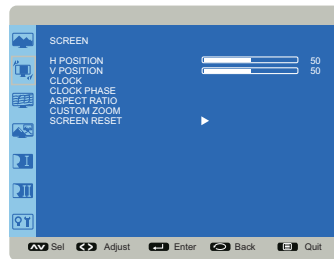 SCREEN
H POSITION 50
V POSITION 50
CLOCK
CLOCK PHASE
ASPECT RATIO
CUSTOM ZOOM
SCREEN RESET
Sel Adjust Enter Back Quit